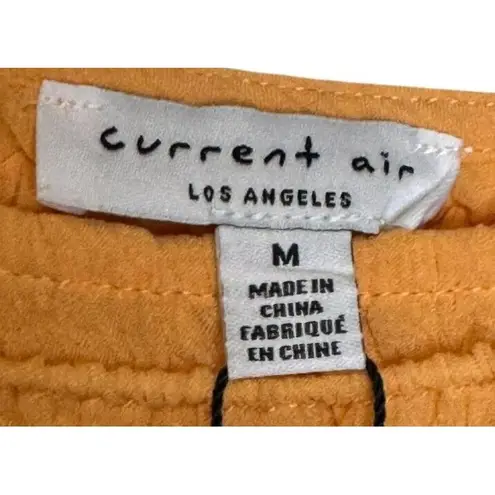 current air
LOS ANGELES
M
MADE IN
CHINA
FABRIQUÉ
EN CHINE